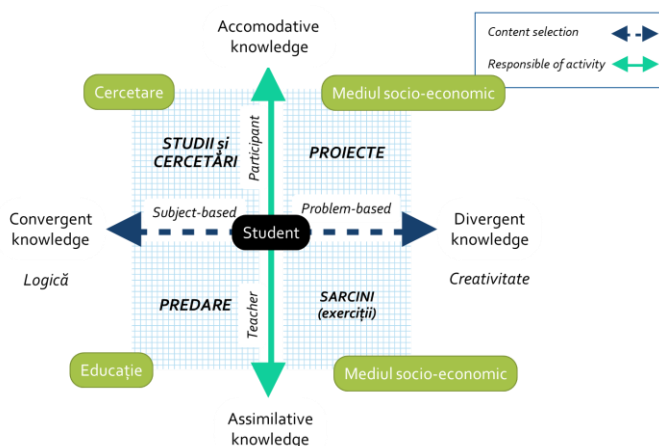 Accomodative
knowledge
Content selection
Responsible of activity
Cercetare
Mediul socio-economic
STUDII și
CERCETĂRI
Participant
PROIECTE
Subject-based
Problem-based
Convergent
knowledge
Student
Divergent
knowledge
Logică
Creativitate
PREDARE
Teacher
SARCINI
(exerciții)
Educație
Mediul socio-economic
Assimilative
knowledge